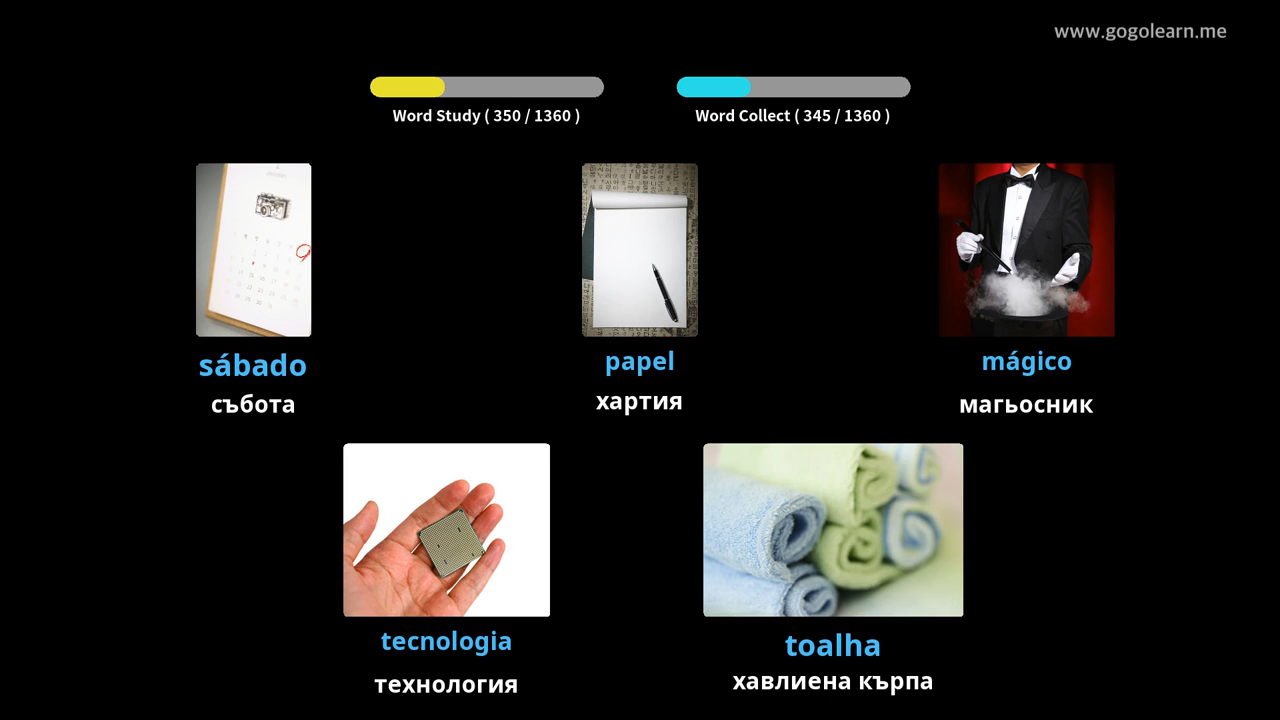 www.gogolearn.me
Word Study ( 350 / 1360 )
Word Collect ( 345 / 1360 )
sábado
събота
papel
хартия
mágico
магьосник
tecnologia
технология
toalha
хавлиена кърпа